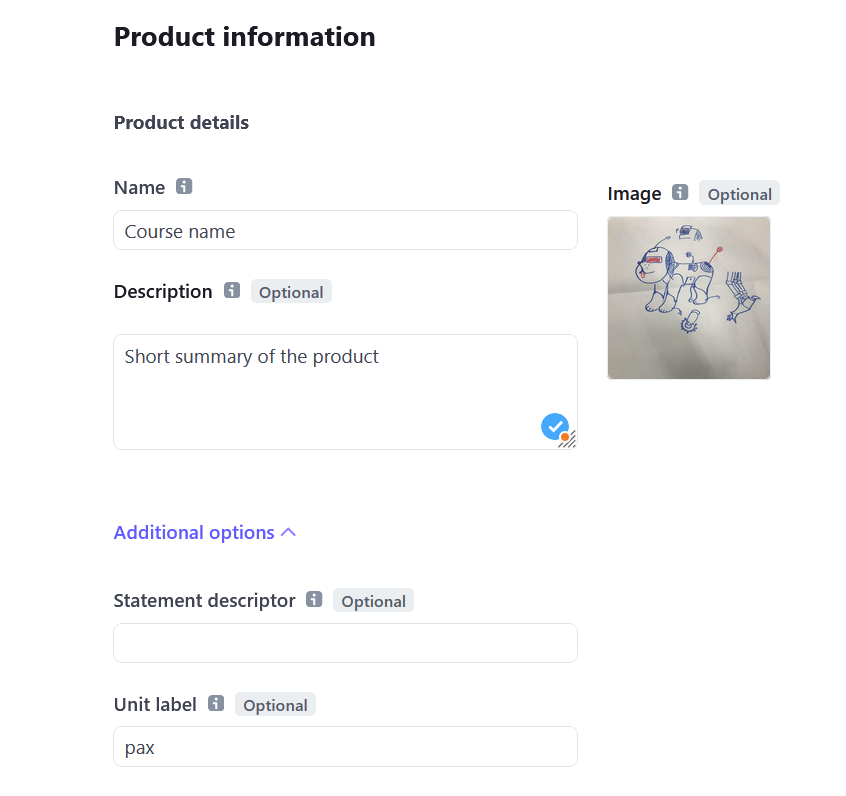 Product information
Product details
Name
Image Optional
Course name
Description Optional
Short summary of the product
Additional options
Statement descriptor Optional
Unit label Optional
pax